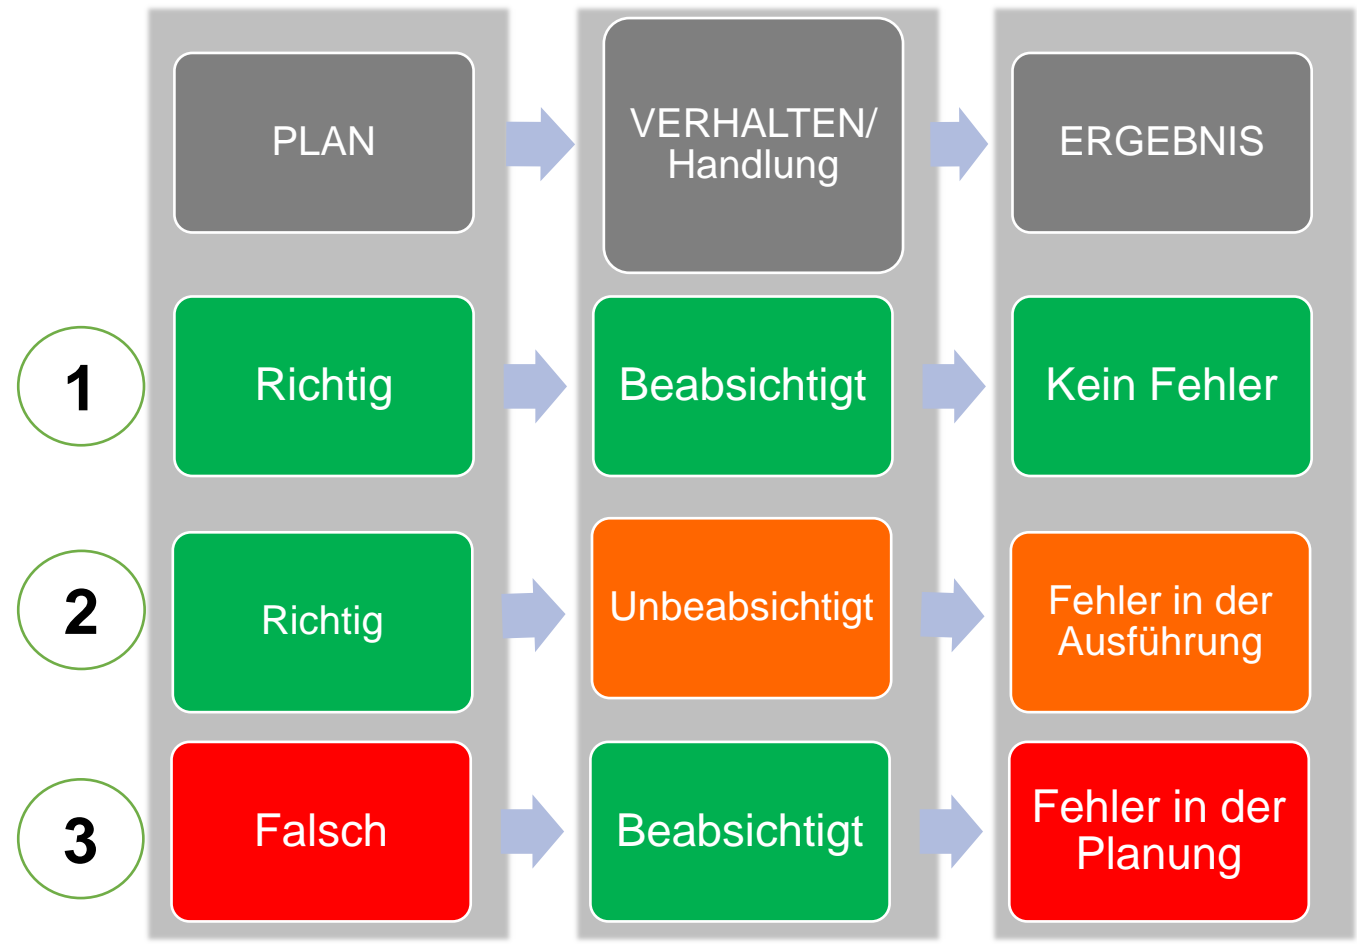 PLAN
VERHALTEN/
Handlung
ERGEBNIS
1
Richtig
Beabsichtigt
Kein Fehler
2
Richtig
Unbeabsichtigt
Fehler in der
Ausführung
3
Falsch
Beabsichtigt
Fehler in der
Planung